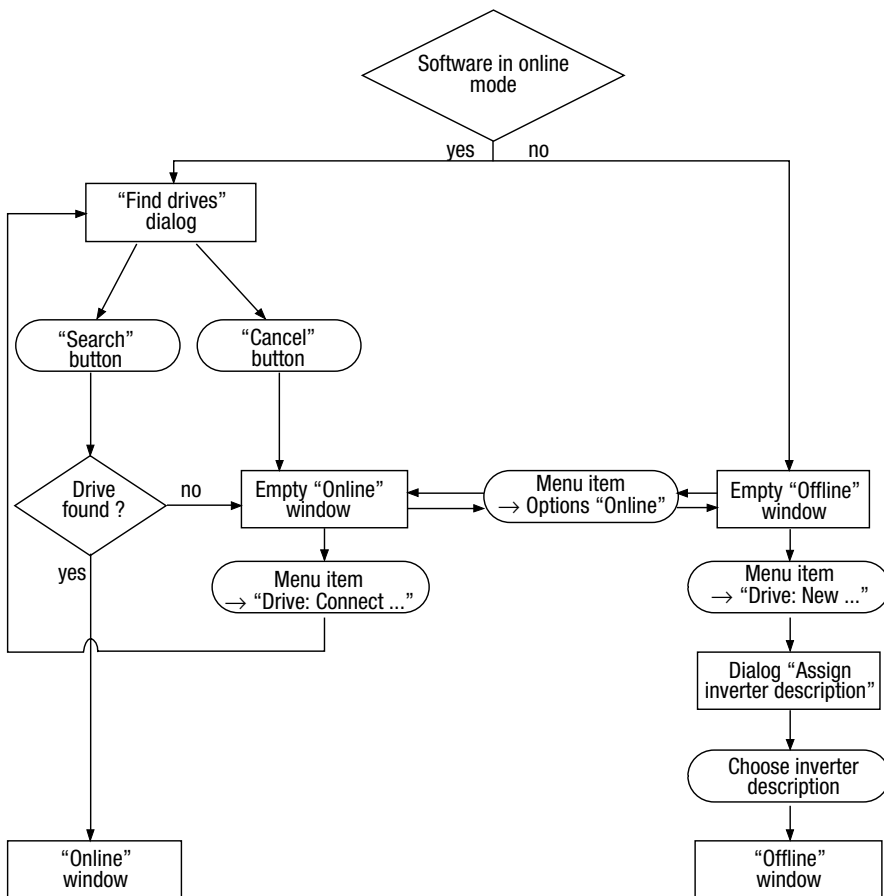 Software in online
mode
yes
no
“Find drives”
dialog
“Search”
button
“Cancel”
button
Drive
found ?
no
yes
Empty “Online”
window
Menu item
→ Options “Online”
Empty “Offline”
window
Menu item
→ “Drive: Connect ...”
Menu item
→ “Drive: New ...”
Dialog “Assign
inverter description”
Choose inverter
description
“Online”
window
“Offline”
window